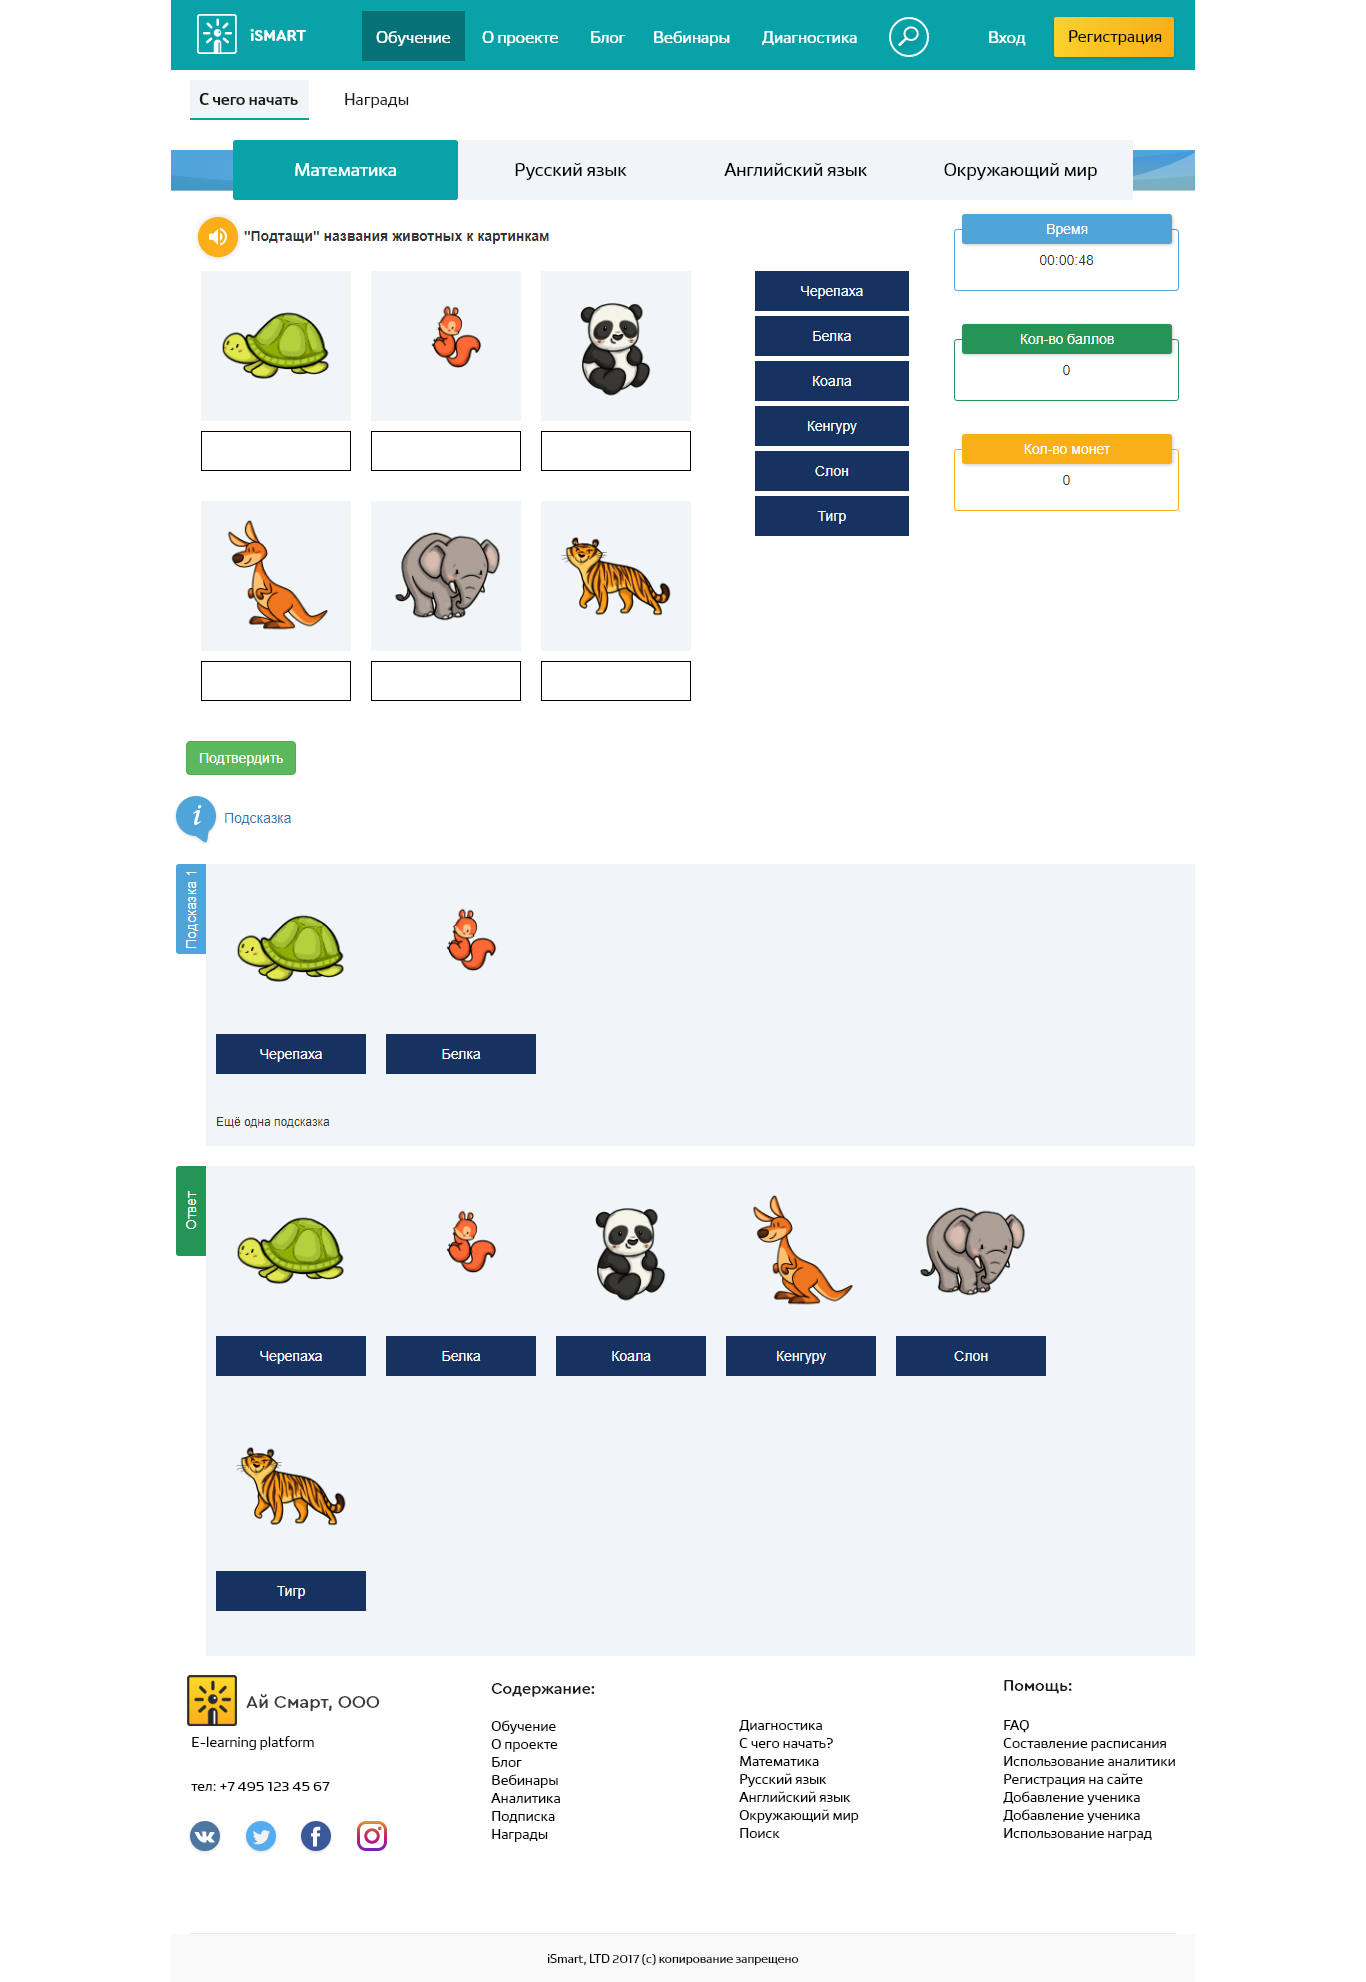 iSMART
Обучение
О проекте
Блог
Вебинары
Диагностика
Вход
Регистрация
С чего начать
Награды
Математика
Русский язык
Английский язык
Окружающий мир
"Подтащи" названия животных к картинкам
Черепаха
Белка
Коала
Кенгуру
Слон
Тигр
Время
00:00:48
Кол-во баллов
0
Кол-во монет
0
Подтвердить
i
Подсказка
Подсказка 1
Черепаха
Белка
Ещё одна подсказка
Ответ
Черепаха
Белка
Коала
Кенгуру
Слон
Тигр
Ай Смарт, ООО
E-learning platform
тел: +7 495 123 45 67
Содержание:
Обучение
О проекте
Блог
Вебинары
Аналитика
Подписка
Награды
Диагностика
С чего начать?
Математика
Русский язык
Английский язык
Окружающий мир
Поиск
Помощь:
FAQ
Составление расписания
Использование аналитики
Регистрация на сайте
Добавление ученика
Добавление ученика
Использование наград
iSmart, LTD 2017 (c) копирование запрещено